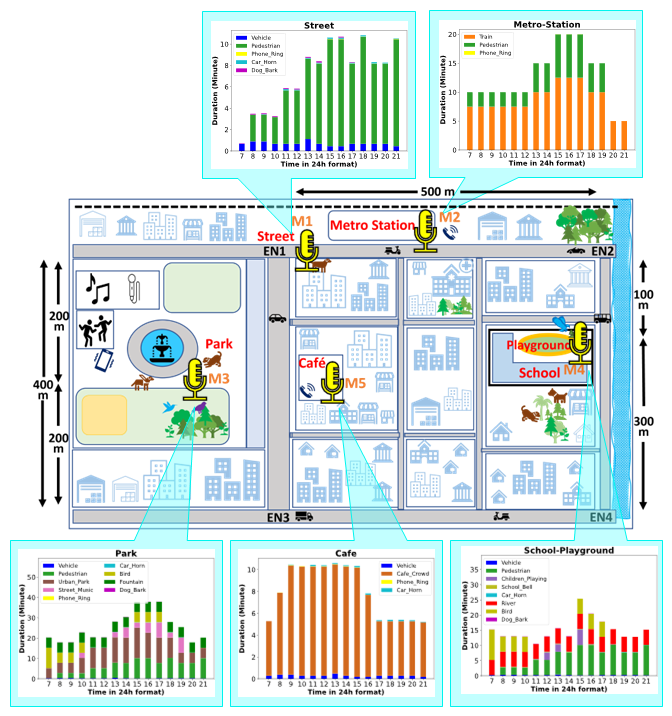 Street
Duration (Minute)
10
8
6
4
2
0
Vehicle
Pedestrian
Phone_Ring
Car_Horn
Dog_Bark
7 8 9 10 11 12 13 14 15 16 17 18 19 20 21
Time in 24h format)
Metro-Station
Duration (Minute)
20
15
10
5
0
Train
Pedestrian
Phone_Ring
7 8 9 10 11 12 13 14 15 16 17 18 19 20 21
Time in 24h format)
500 m
M1
Metro Station
M2
Street
EN1
EN2
200
m
400
m
200
m
100
m
300
m
Park
M3
Café
M5
Playground
M4
School
EN3
EN4
Park
Duration (Minute)
50
40
30
20
10
0
Vehicle
Pedestrian
Urban_Park
Street_Music
Phone_Ring
Car_Horn
Bird
Fountain
Dog_Bark
7 8 9 10 11 12 13 14 15 16 17 18 19 20 21
Time in 24h format)
Cafe
Duration (Minute)
10
8
6
4
2
0
Vehicle
Cafe_Crowd
Phone_Ring
Car_Horn
7 8 9 10 11 12 13 14 15 16 17 18 19 20 21
Time in 24h format)
School-Playground
Duration (Minute)
35
30
25
20
15
10
5
0
Vehicle
Pedestrian
Children_Playing
School_Bell
Car_Horn
River
Bird
Dog_Bark
7 8 9 10 11 12 13 14 15 16 17 18 19 20 21
Time in 24h format)